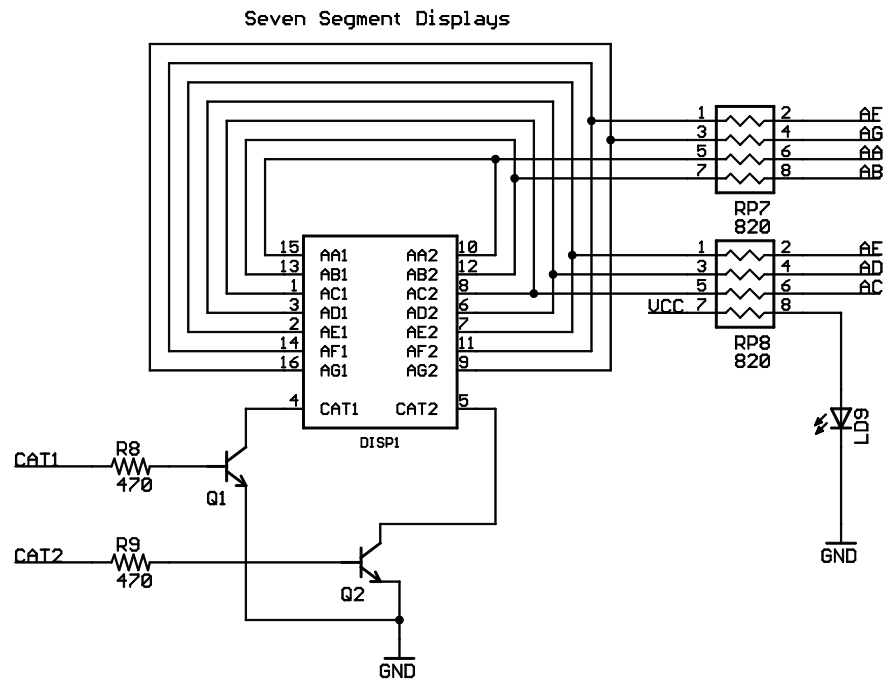 Seven Segment Displays
1 2 AF
3 4 AG
5 6 AA
7 8 AB
RP7
820
15 AA1 AA2 10
13 AB1 AB2 12
1 AC1 AC2 8
3 AD1 AD2 6
2 AE1 AE2 7
14 AF1 AF2 11
16 AG1 AG2 9
4 CAT1 CAT2 5
DISP1
1 2 AE
3 4 AD
5 6 AC
VCC 7 8
RP8
820
LD9
GND
CAT1
R8
470
Q1
CAT2
R9
470
Q2
GND